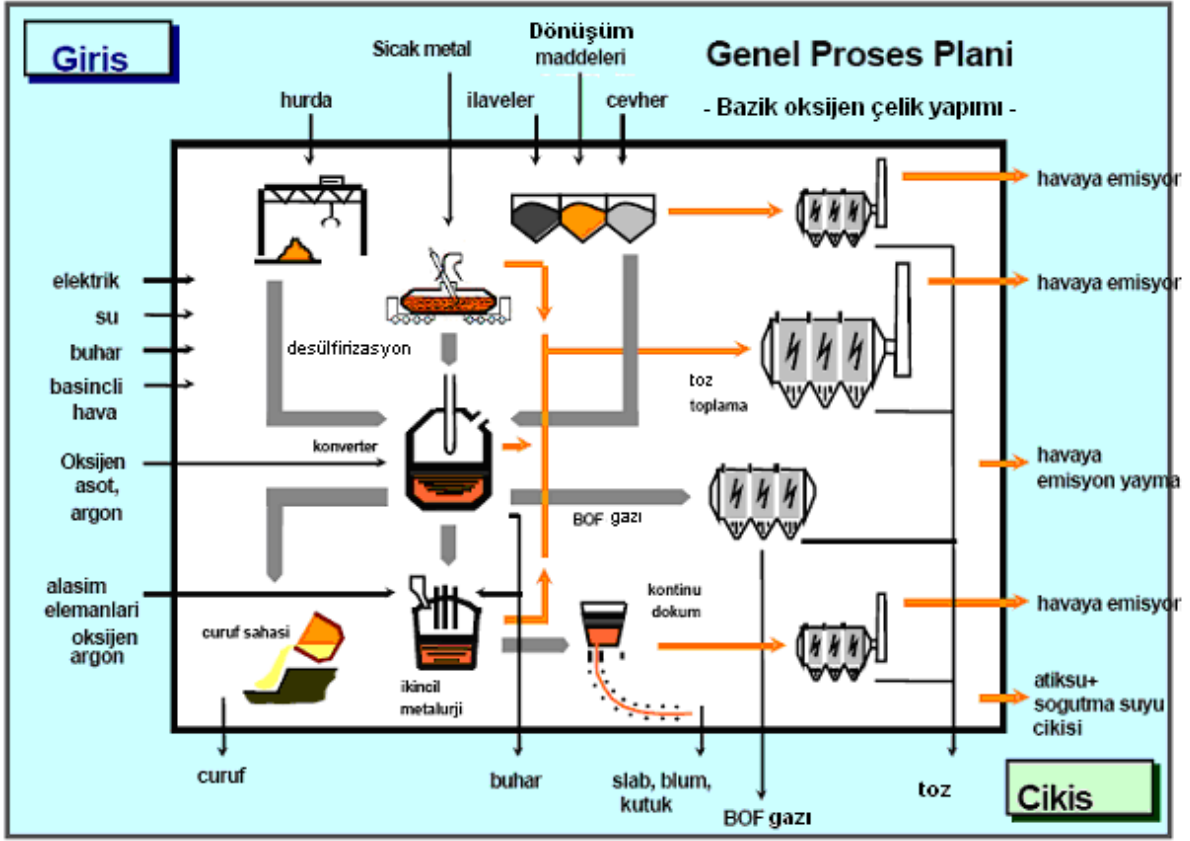 Giris
Sicak metal
Dönüşüm
maddeleri
Genel Proses Plani
hurda
ilaveler
cevher
- Bazik oksijen çelik yapımı -
havaya emisyor
elektrik
havaya emisyor
su
buhar
desülfirizasyon
basincli
hava
toz
toplama
konverter
Oksijen
asot,
argon
havaya
emisyon yayma
BOF gazı
alasim
elemanlari
oksijen
argon
kontinu
dokum
havaya emisyor
curuf sahasi
ikincil
metalurji
atiksu+
sogutma suyu
cikisi
curuf
buhar
slab, blum,
kutuk
BOF gazı
toz
Cikis